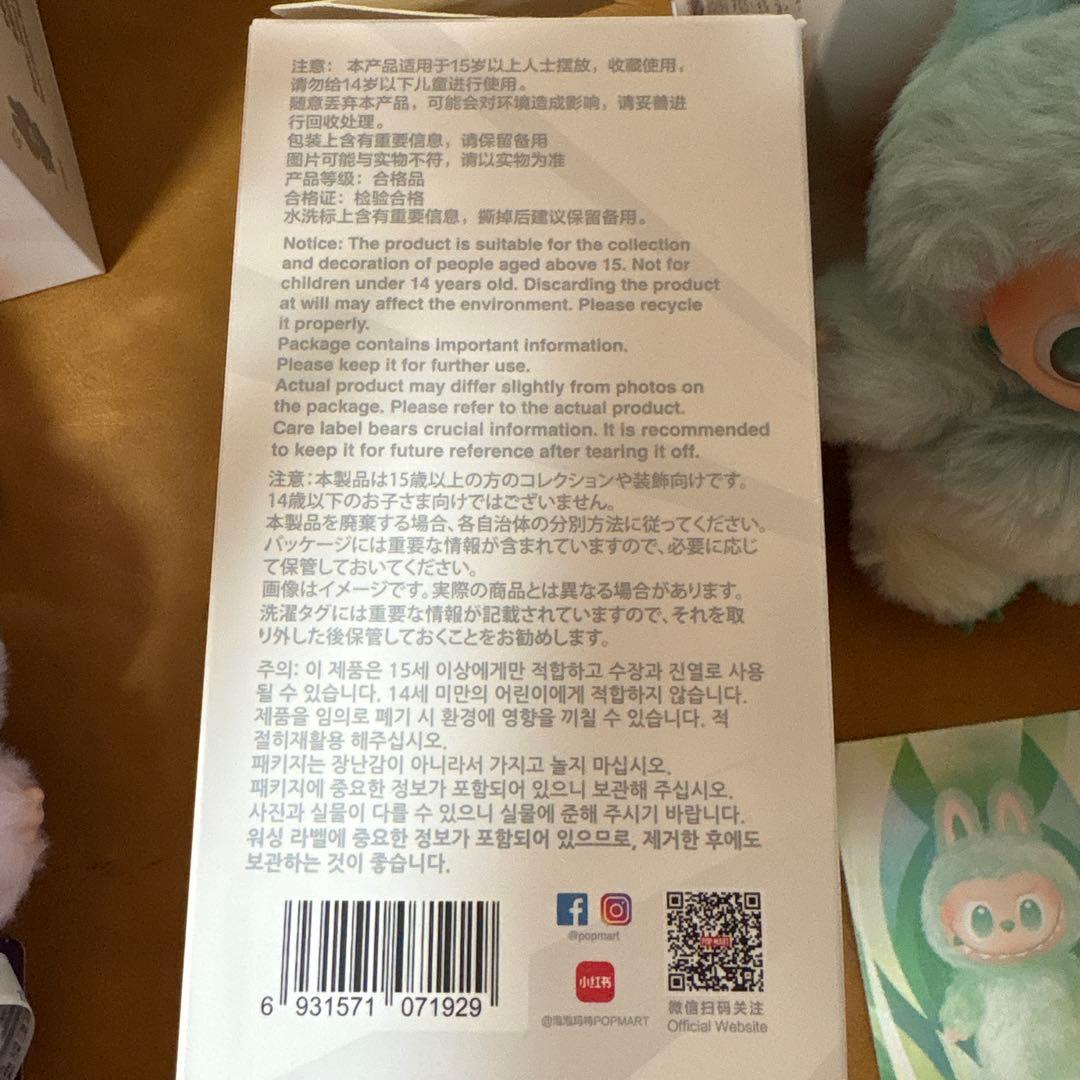 注意： 本产品适用于15岁以上人士摆放，收藏使用，
请勿给14岁以下儿童进行使用。
随意丢弃本产品，可能会对环境造成影响，请妥善进
行回收处理。
包装上含有重要信息，请保留备用
图片可能与实物不符，请以实物为准
产品等级：合格品
合格证：检验合格
水洗标上含有重要信息，撕掉后建议保留备用。
Notice: The product is suitable for the collection
and decoration of people aged above 15. Not for
children under 14 years old. Discarding the product
at will may affect the environment. Please recycle
it properly.
Package contains important information.
Please keep it for further use.
Actual product may differ slightly from photos on
the package. Please refer to the actual product.
Care label bears crucial information. It is recommended
to keep it for future reference after tearing it off.
注意：本製品は15歳以上の方のコレクションや装飾向けです。
14歳以下のお子さま向けではございません。
本製品を廃棄する場合、各自治体の分別方法に従ってください。
パッケージには重要な情報が含まれていますので、必要に応じ
て保管しておいてください。
画像はイメージです。実際の商品とは異なる場合があります。
洗濯タグには重要な情報が記載されていますので、それを取
り外した後保管しておくことをお勧めします。
주의: 이 제품은 15세 이상에게만 적합하고 수장과 진열로 사용
될 수 있습니다. 14세 미만의 어린이에게 적합하지 않습니다.
제품을 임의로 폐기 시 환경에 영향을 끼칠 수 있습니다. 적
절히재활용 해주십시오.
패키지는 장난감이 아니라서 가지고 놀지 마십시오.
패키지에 중요한 정보가 포함되어 있으니 보관해 주십시오.
사진과 실물이 다를 수 있으니 실물에 준해 주시기 바랍니다.
워싱 라벨에 중요한 정보가 포함되어 있으므로, 제거한 후에도
보관하는 것이 좋습니다.
@popmart
POP MART
小红书
@泡泡玛特POPMART
微信扫码关注
Official Website
6 931571 071929